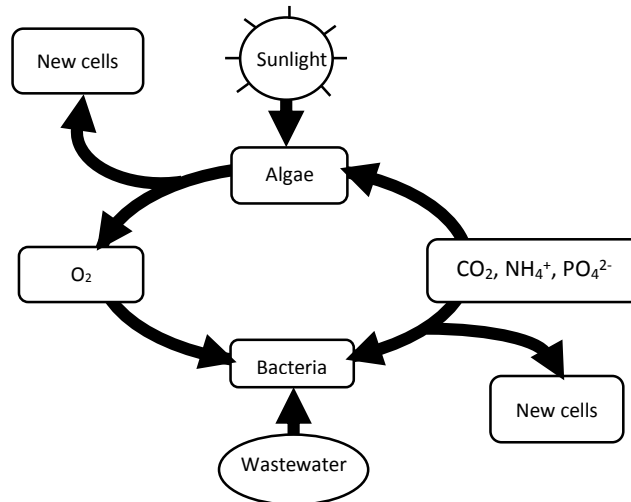 New cells
Sunlight
Algae
O₂
CO₂, NH₄⁺, PO₄²⁻
Bacteria
New cells
Wastewater